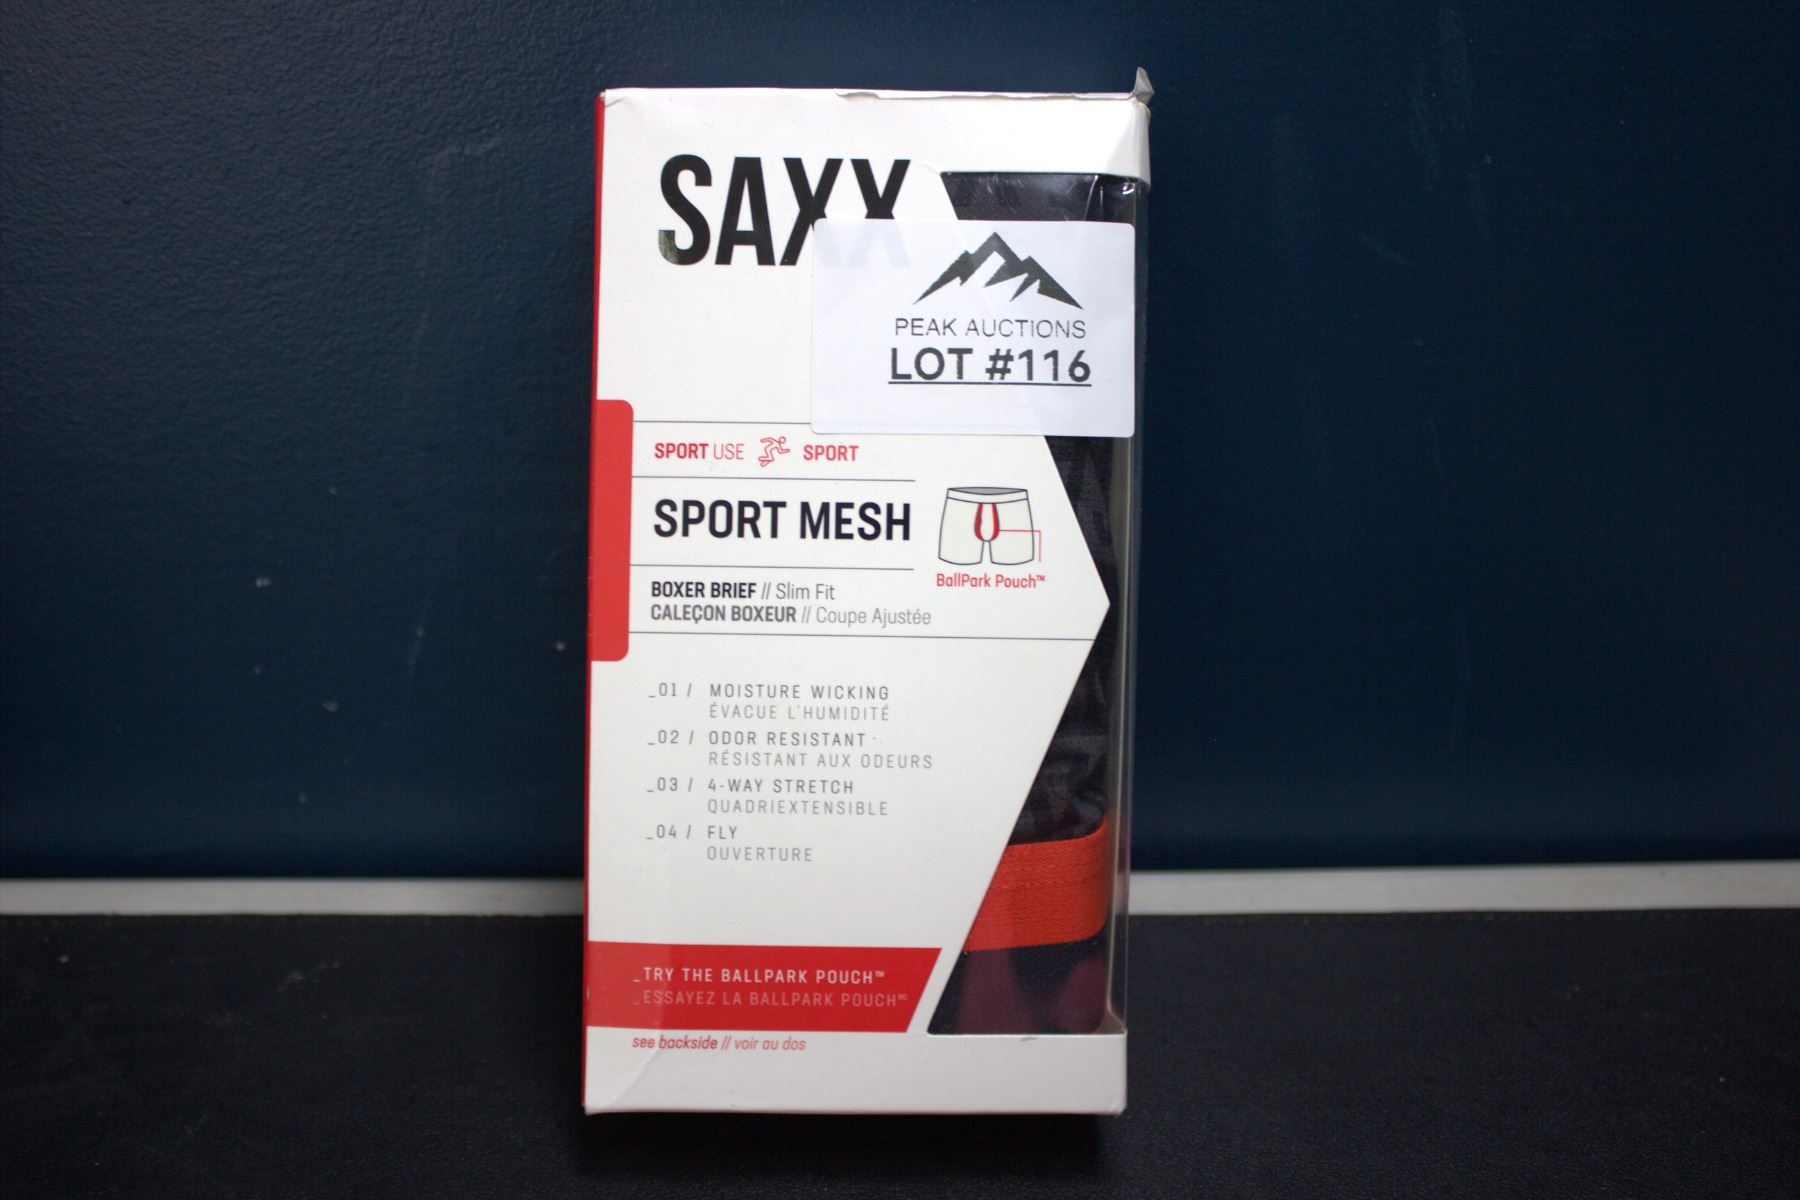 SAXX
PEAK AUCTIONS
LOT #116
SPORT USE SPORT
SPORT MESH
BallPark Pouch™
BOXER BRIEF // Slim Fit
CALEÇON BOXEUR // Coupe Ajustée
_01 / MOISTURE WICKING
ÉVACUE L'HUMIDITÉ
_02 / ODOR RESISTANT
RÉSISTANT AUX ODEURS
_03 / 4-WAY STRETCH
QUADRIEXTENSIBLE
_04 / FLY
OUVERTURE
_TRY THE BALLPARK POUCH™
_ESSAYEZ LA BALLPARK POUCHᴹᶜ
see backside // voir au dos